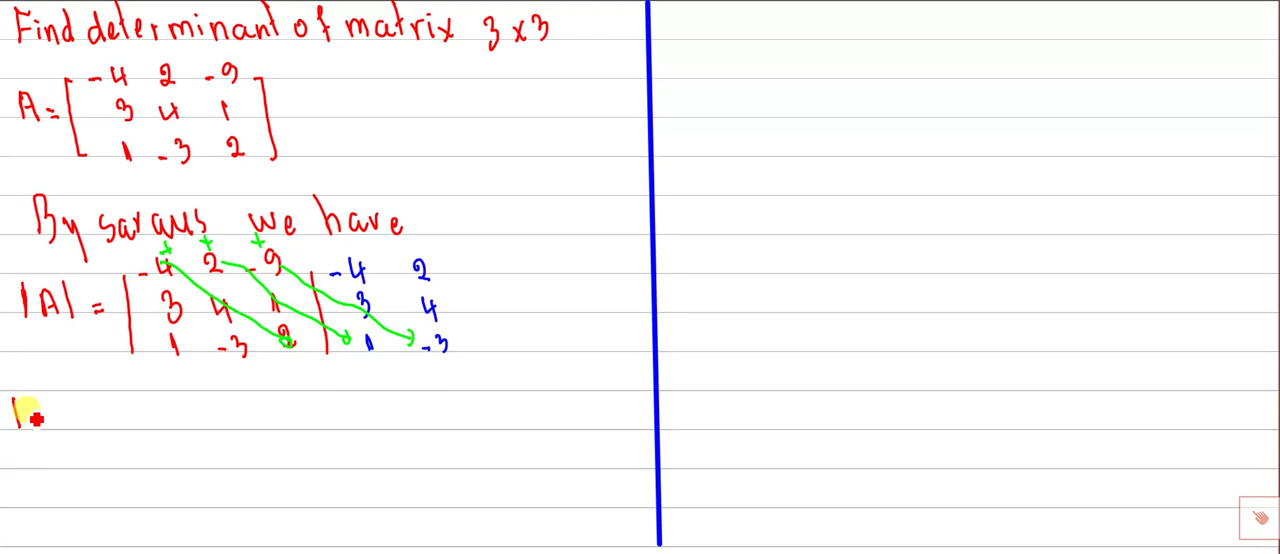 Find determinant of matrix 3x3
-4 2 -9
A= 3 4 1
1 -3 2
By sarrus we have
+ + +
-4 2 -9 -4 2
|A| = 3 4 1 3 4
1 -3 2 1 -3